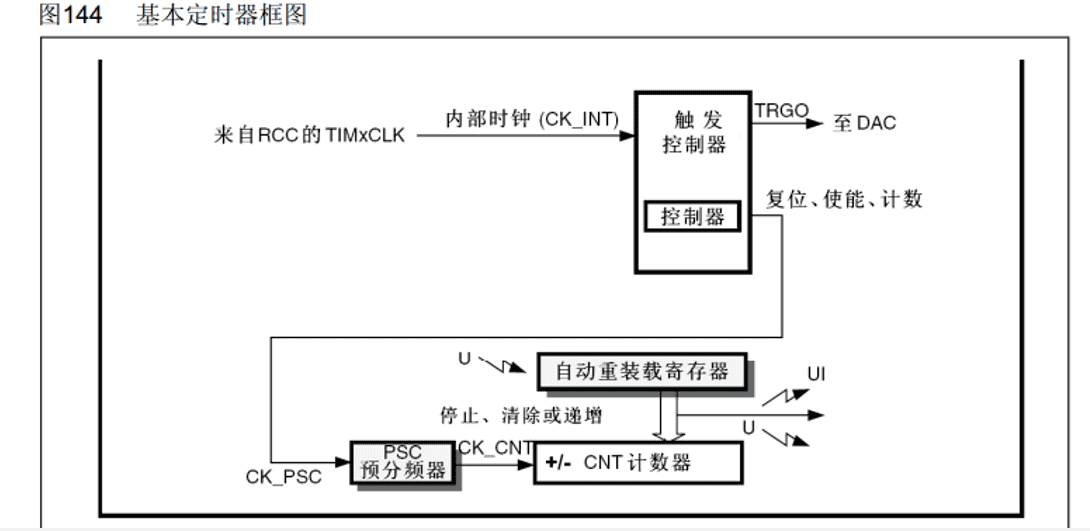 图144 基本定时器框图
来自RCC的TIMxCLK
内部时钟 (CK_INT)
触 发
控制器
控制器
TRGO
至DAC
复位、使能、计数
U
自动重装载寄存器
UI
停止、清除或递增
U
CK_PSC
PSC
预分频器
CK_CNT
+/- CNT 计数器